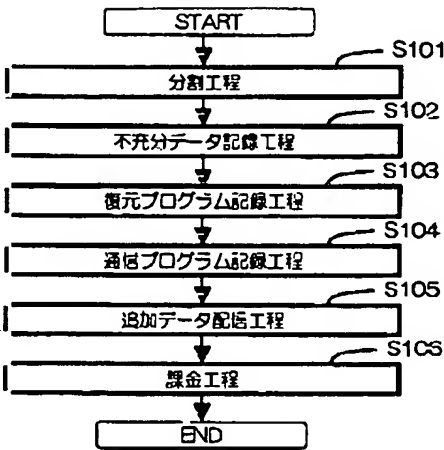 START
S101
分割工程
S102
不充分データ記録工程
S103
復元プログラム記録工程
S104
通信プログラム記録工程
S105
追加データ配信工程
S106
課金工程
END